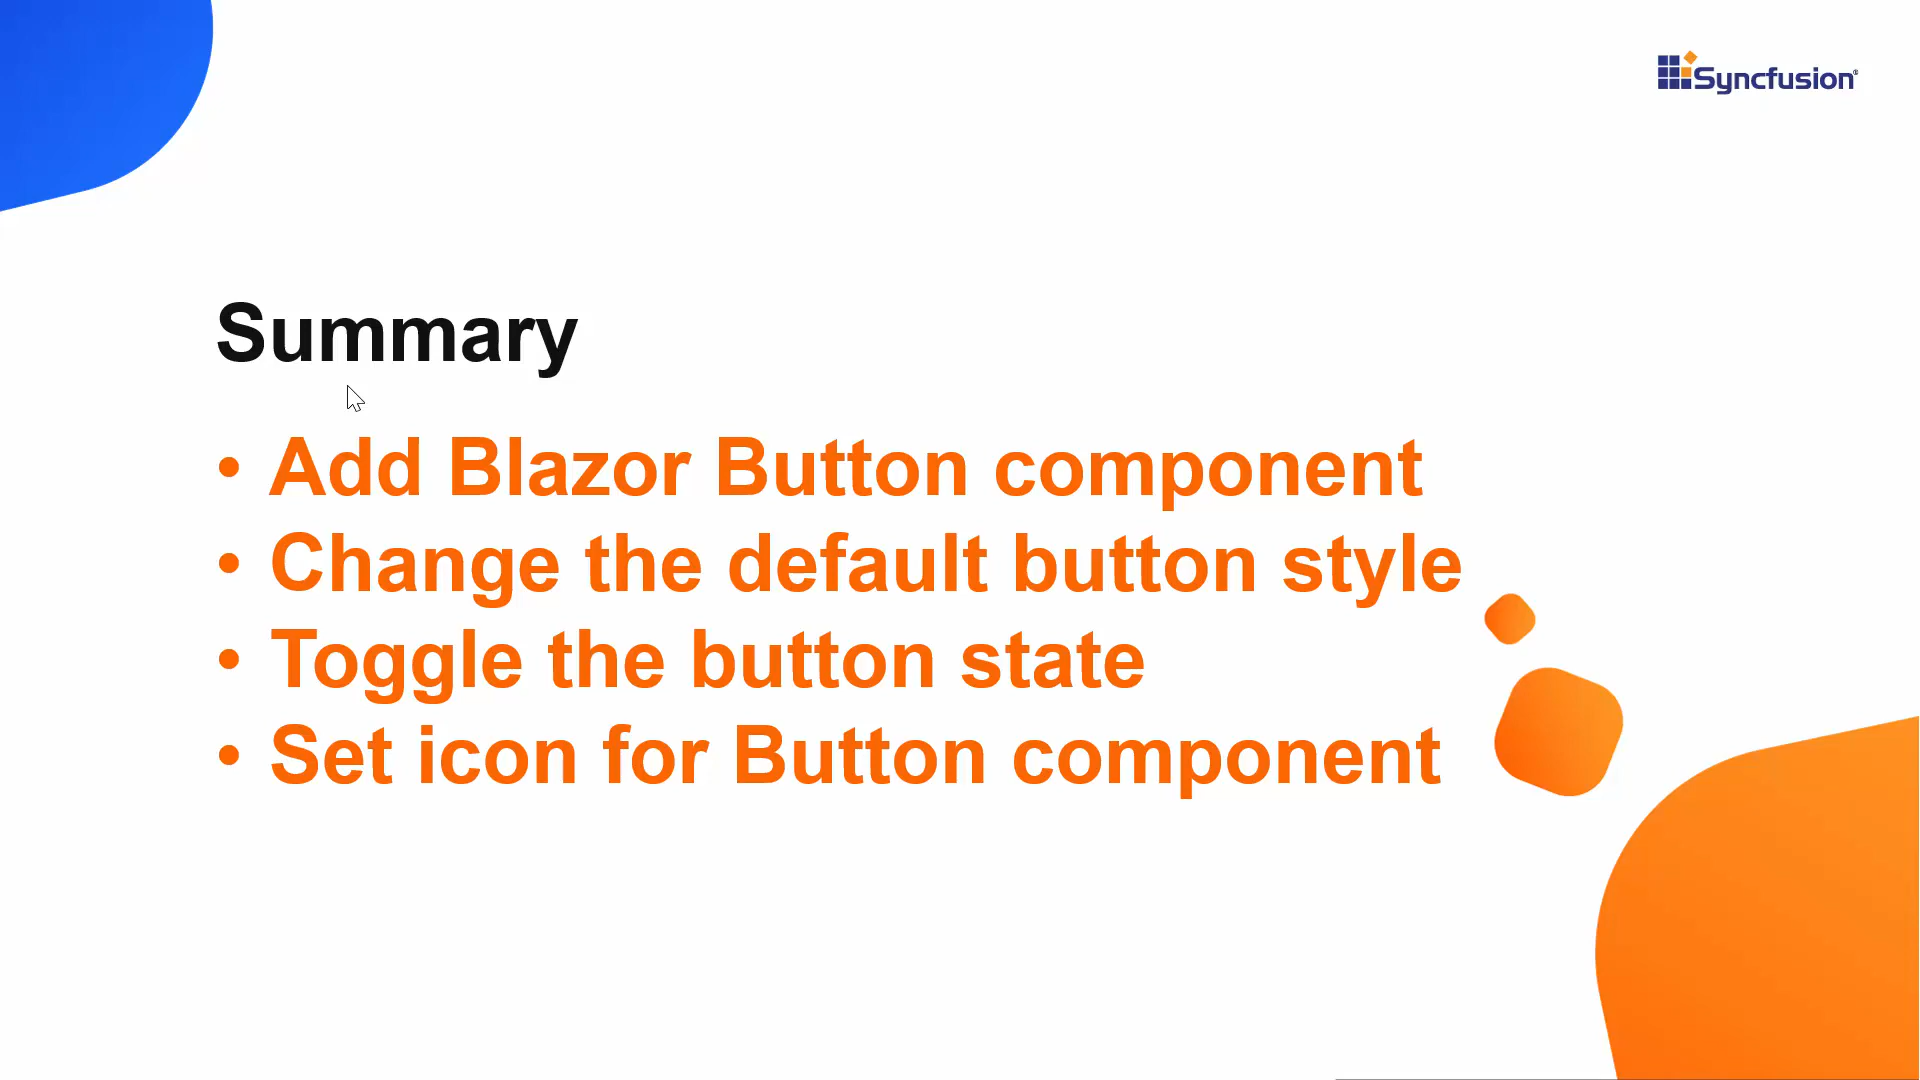 Syncfusion®
Summary
• Add Blazor Button component
• Change the default button style
• Toggle the button state
• Set icon for Button component